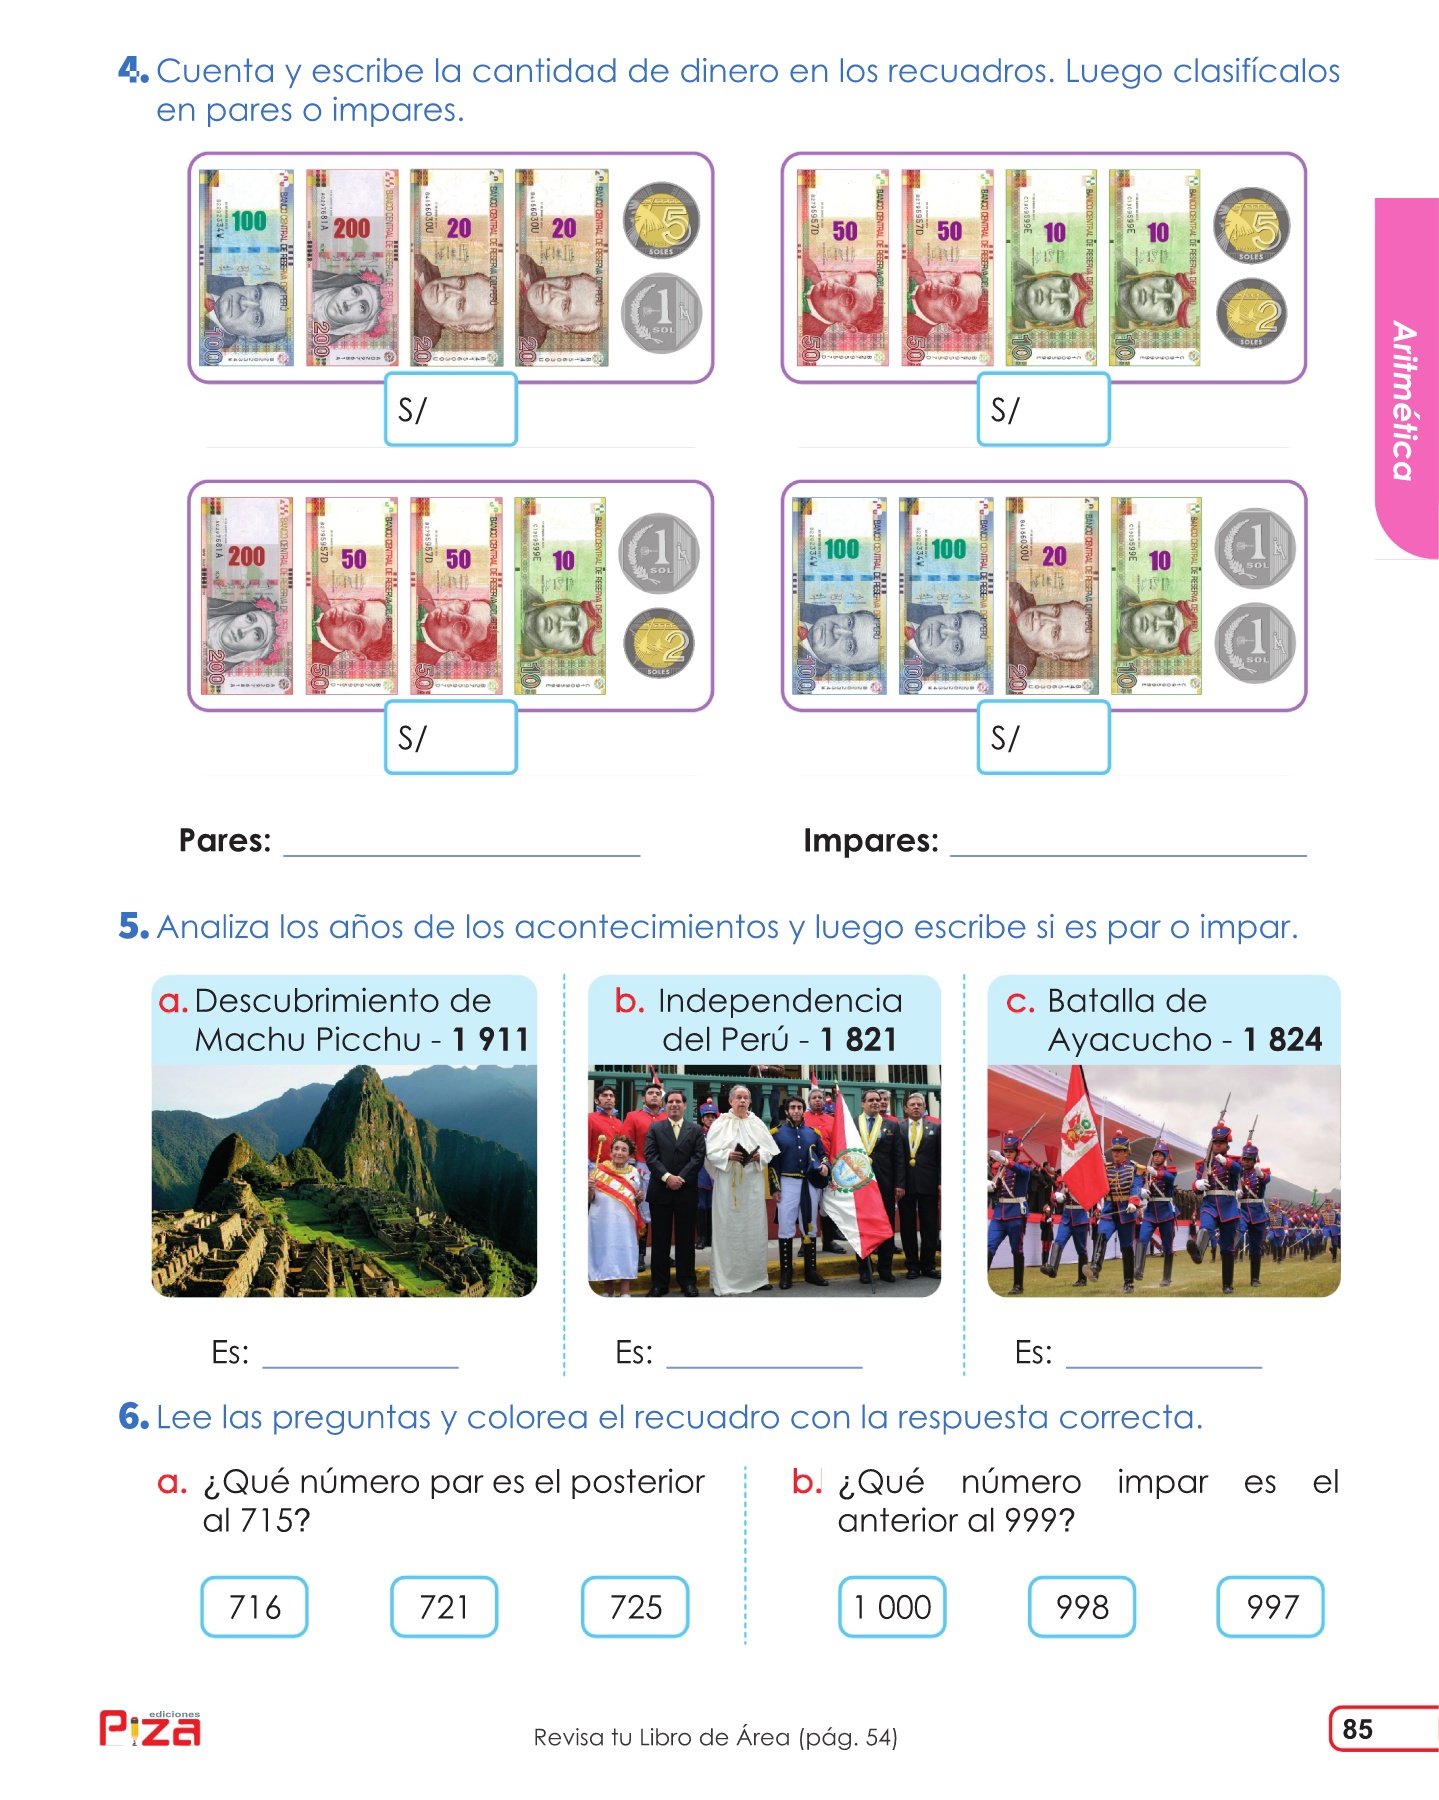 4. Cuenta y escribe la cantidad de dinero en los recuadros. Luego clasifícalos
en pares o impares.
100 200 20 20 5 SOLES
1 SOL
50 50 10 10 5 SOLES
2 SOLES
S/
S/
200 50 50 10 1 SOL
2 SOLES
100 100 20 10 1 SOL
1 SOL
S/
S/
Aritmética
Pares:
Impares:
5. Analiza los años de los acontecimientos y luego escribe si es par o impar.
a. Descubrimiento de
Machu Picchu - 1 911
b. Independencia
del Perú - 1 821
c. Batalla de
Ayacucho - 1 824
Es:
Es:
Es:
6. Lee las preguntas y colorea el recuadro con la respuesta correcta.
a. ¿Qué número par es el posterior
al 715?
716 721 725
b. ¿Qué número impar es el
anterior al 999?
1 000 998 997
ediciones
Piza
Revisa tu Libro de Área (pág. 54)
85